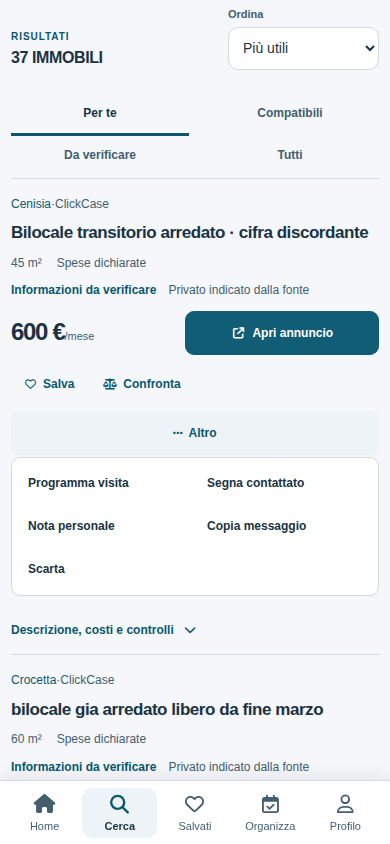 Ordina
RISULTATI
37 IMMOBILI
Più utili
Per te
Compatibili
Da verificare
Tutti
Cenisia·ClickCase
Bilocale transitorio arredato · cifra discordante
45 m² Spese dichiarate
Informazioni da verificare Privato indicato dalla fonte
600 €/mese
Apri annuncio
Salva
Confronta
··· Altro
Programma visita
Segna contattato
Nota personale
Copia messaggio
Scarta
Descrizione, costi e controlli
Crocetta·ClickCase
bilocale gia arredato libero da fine marzo
60 m² Spese dichiarate
Informazioni da verificare Privato indicato dalla fonte
Home
Cerca
Salvati
Organizza
Profilo